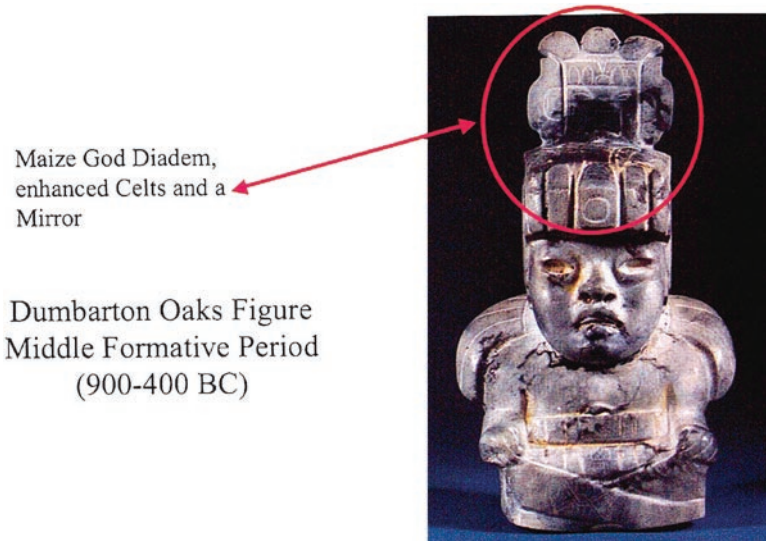 Maize God Diadem,
enhanced Celts and a
Mirror
Dumbarton Oaks Figure
Middle Formative Period
(900-400 BC)